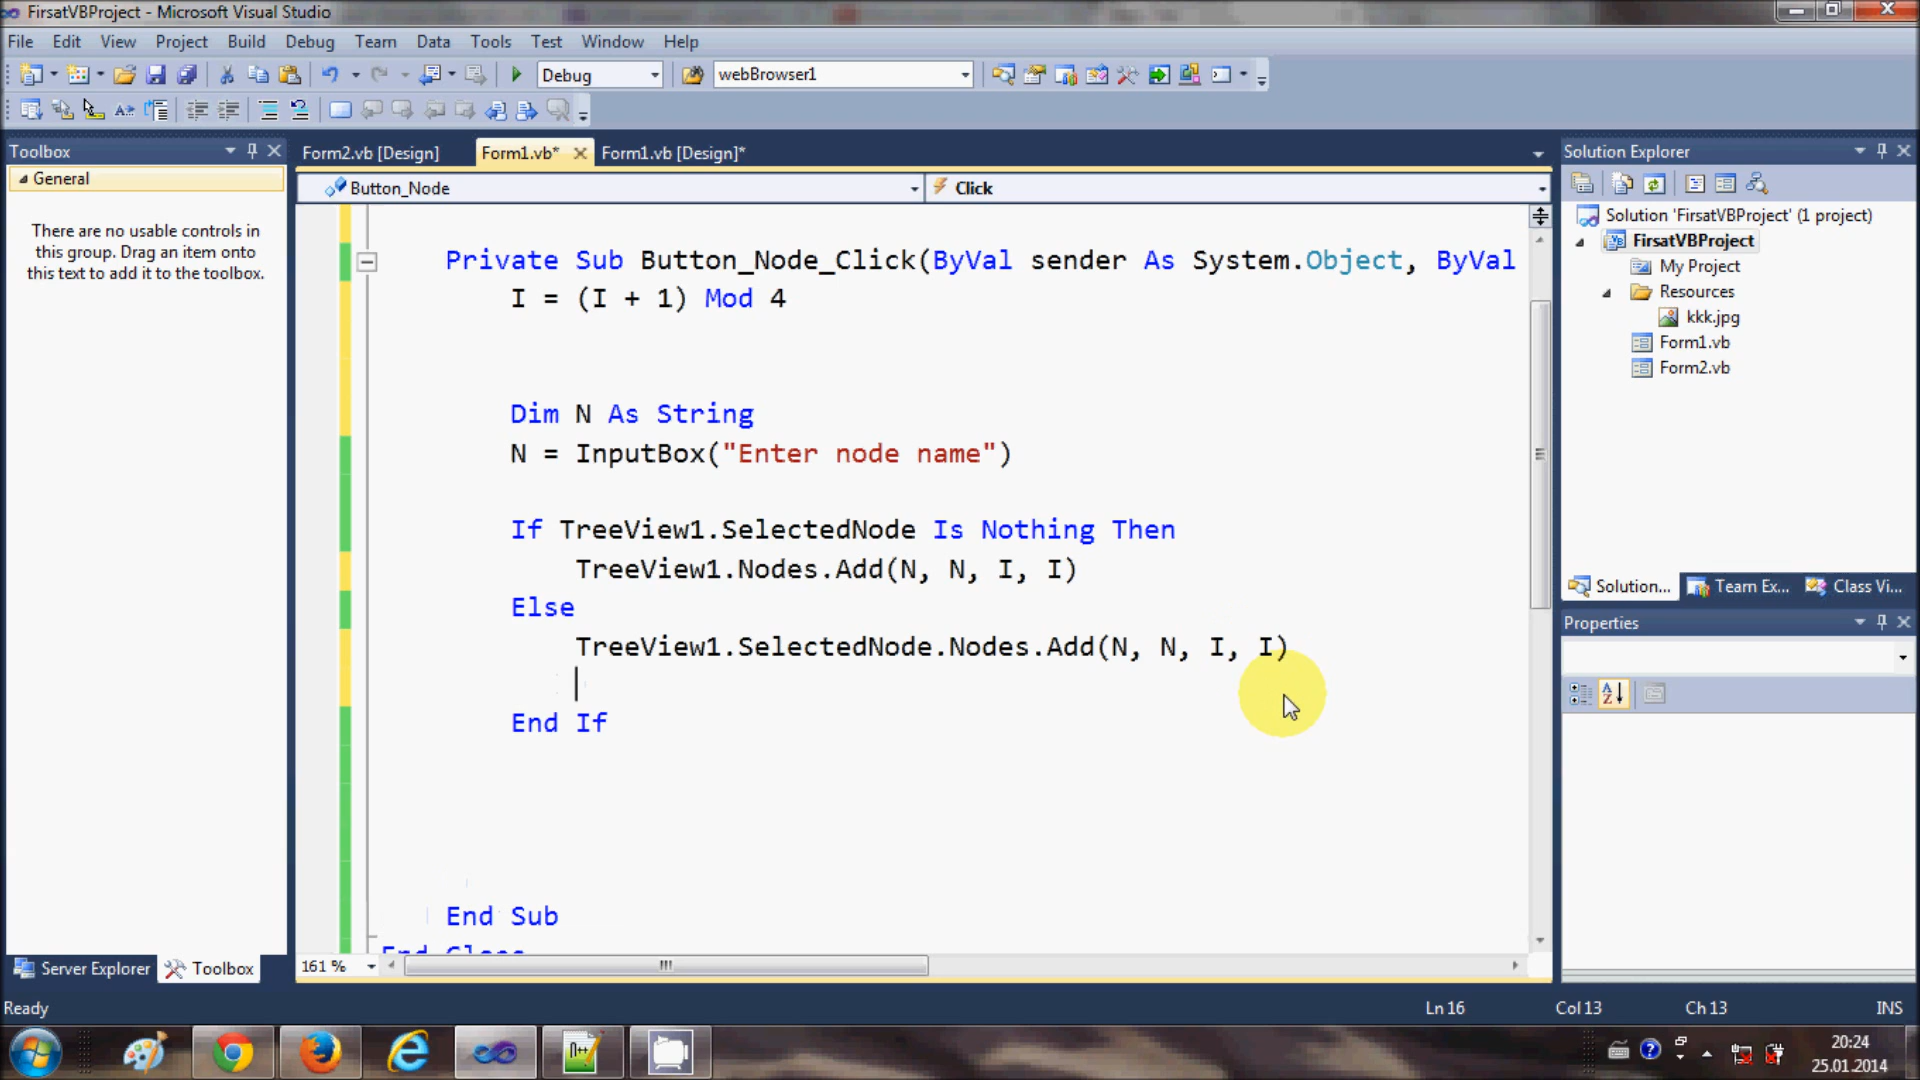 FirsatVBProject - Microsoft Visual Studio
File Edit View Project Build Debug Team Data Tools Test Window Help
Debug webBrowser1
Toolbox
General
There are no usable controls in
this group. Drag an item onto
this text to add it to the toolbox.
Server Explorer Toolbox
Form2.vb [Design] Form1.vb* Form1.vb [Design]*
Button_Node Click
Private Sub Button_Node_Click(ByVal sender As System.Object, ByVal
I = (I + 1) Mod 4
Dim N As String
N = InputBox("Enter node name")
If TreeView1.SelectedNode Is Nothing Then
TreeView1.Nodes.Add(N, N, I, I)
Else
TreeView1.SelectedNode.Nodes.Add(N, N, I, I)
End If
End Sub
End Class
161 %
Solution Explorer
Solution 'FirsatVBProject' (1 project)
FirsatVBProject
My Project
Resources
kkk.jpg
Form1.vb
Form2.vb
Solution... Team Ex... Class Vi...
Properties
Ready Ln 16 Col 13 Ch 13 INS
20:24
25.01.2014